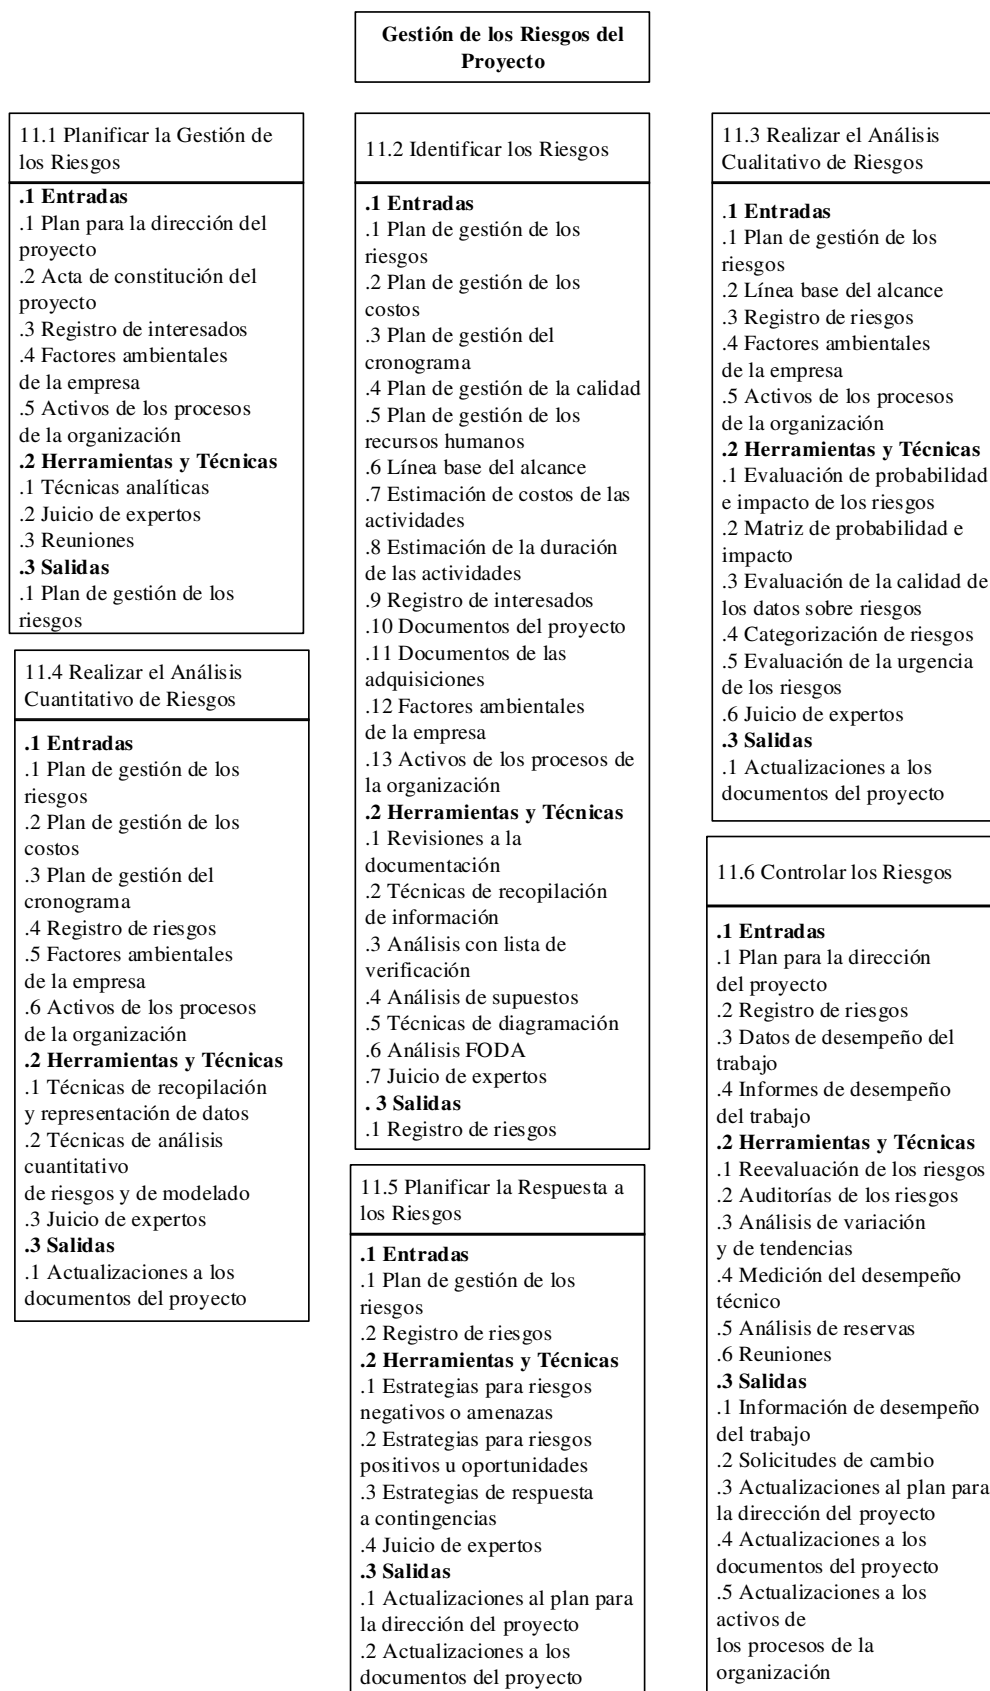 Gestión de los Riesgos del
Proyecto
11.1 Planificar la Gestión de
los Riesgos
.1 Entradas
.1 Plan para la dirección del
proyecto
.2 Acta de constitución del
proyecto
.3 Registro de interesados
.4 Factores ambientales
de la empresa
.5 Activos de los procesos
de la organización
.2 Herramientas y Técnicas
.1 Técnicas analíticas
.2 Juicio de expertos
.3 Reuniones
.3 Salidas
.1 Plan de gestión de los
riesgos
11.2 Identificar los Riesgos
.1 Entradas
.1 Plan de gestión de los
riesgos
.2 Plan de gestión de los
costos
.3 Plan de gestión del
cronograma
.4 Plan de gestión de la calidad
.5 Plan de gestión de los
recursos humanos
.6 Línea base del alcance
.7 Estimación de costos de las
actividades
.8 Estimación de la duración
de las actividades
.9 Registro de interesados
.10 Documentos del proyecto
.11 Documentos de las
adquisiciones
.12 Factores ambientales
de la empresa
.13 Activos de los procesos de
la organización
.2 Herramientas y Técnicas
.1 Revisiones a la
documentación
.2 Técnicas de recopilación
de información
.3 Análisis con lista de
verificación
.4 Análisis de supuestos
.5 Técnicas de diagramación
.6 Análisis FODA
.7 Juicio de expertos
. 3 Salidas
.1 Registro de riesgos
11.3 Realizar el Análisis
Cualitativo de Riesgos
.1 Entradas
.1 Plan de gestión de los
riesgos
.2 Línea base del alcance
.3 Registro de riesgos
.4 Factores ambientales
de la empresa
.5 Activos de los procesos
de la organización
.2 Herramientas y Técnicas
.1 Evaluación de probabilidad
e impacto de los riesgos
.2 Matriz de probabilidad e
impacto
.3 Evaluación de la calidad de
los datos sobre riesgos
.4 Categorización de riesgos
.5 Evaluación de la urgencia
de los riesgos
.6 Juicio de expertos
.3 Salidas
.1 Actualizaciones a los
documentos del proyecto
11.4 Realizar el Análisis
Cuantitativo de Riesgos
.1 Entradas
.1 Plan de gestión de los
riesgos
.2 Plan de gestión de los
costos
.3 Plan de gestión del
cronograma
.4 Registro de riesgos
.5 Factores ambientales
de la empresa
.6 Activos de los procesos
de la organización
.2 Herramientas y Técnicas
.1 Técnicas de recopilación
y representación de datos
.2 Técnicas de análisis
cuantitativo
de riesgos y de modelado
.3 Juicio de expertos
.3 Salidas
.1 Actualizaciones a los
documentos del proyecto
11.5 Planificar la Respuesta a
los Riesgos
.1 Entradas
.1 Plan de gestión de los
riesgos
.2 Registro de riesgos
.2 Herramientas y Técnicas
.1 Estrategias para riesgos
negativos o amenazas
.2 Estrategias para riesgos
positivos u oportunidades
.3 Estrategias de respuesta
a contingencias
.4 Juicio de expertos
.3 Salidas
.1 Actualizaciones al plan para
la dirección del proyecto
.2 Actualizaciones a los
documentos del proyecto
11.6 Controlar los Riesgos
.1 Entradas
.1 Plan para la dirección
del proyecto
.2 Registro de riesgos
.3 Datos de desempeño del
trabajo
.4 Informes de desempeño
del trabajo
.2 Herramientas y Técnicas
.1 Reevaluación de los riesgos
.2 Auditorías de los riesgos
.3 Análisis de variación
y de tendencias
.4 Medición del desempeño
técnico
.5 Análisis de reservas
.6 Reuniones
.3 Salidas
.1 Información de desempeño
del trabajo
.2 Solicitudes de cambio
.3 Actualizaciones al plan para
la dirección del proyecto
.4 Actualizaciones a los
documentos del proyecto
.5 Actualizaciones a los
activos de
los procesos de la
organización